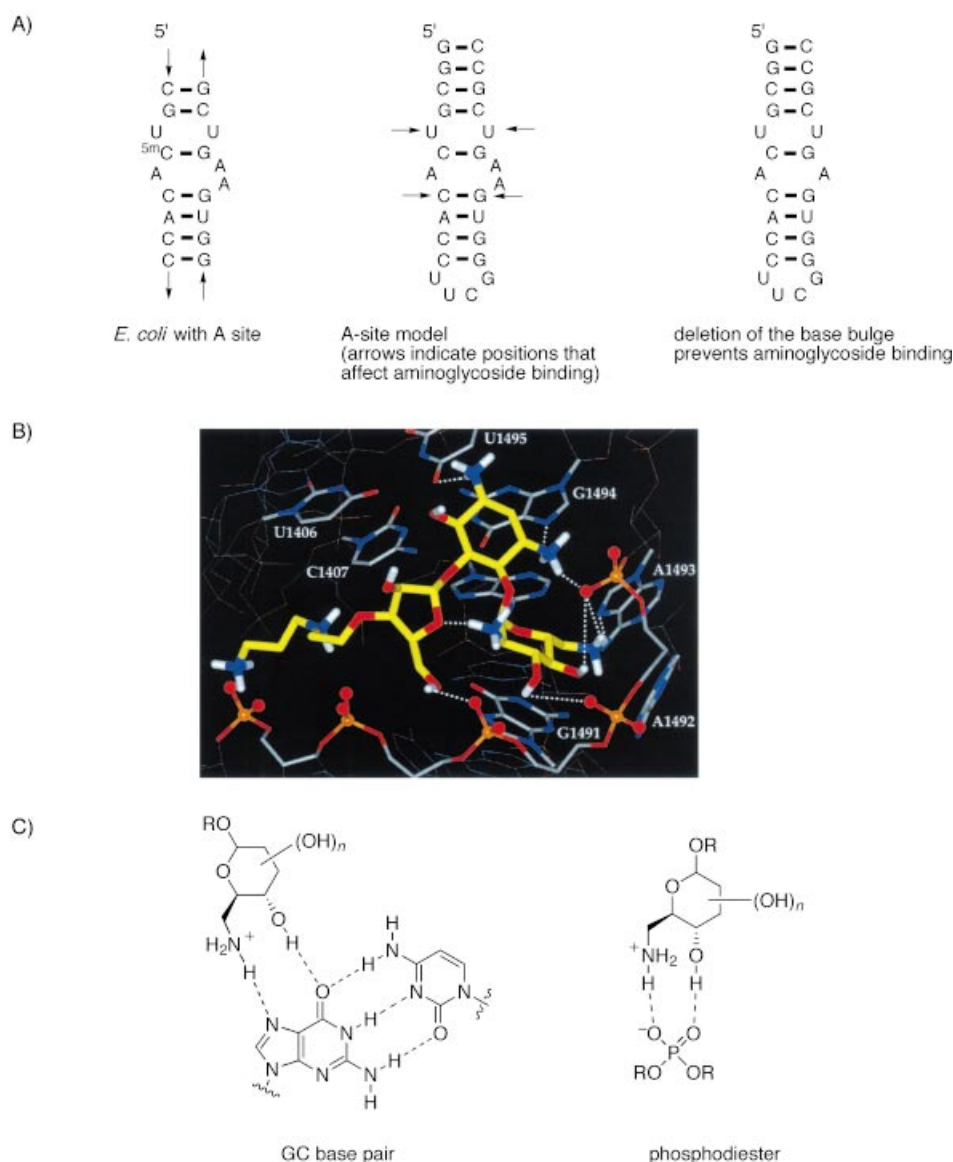 A)
5'
C – G
G – C
U U
5mC – G
A A
A
C – G
A – U
C – G
C – G
E. coli with A site
5'
G – C
G – C
C – G
G – C
U U
C – G
A A
A
C – G
A – U
C – G
C – G
U G
U C
A-site model
(arrows indicate positions that
affect aminoglycoside binding)
5'
G – C
G – C
C – G
G – C
U U
C – G
A A
C – G
A – U
C – G
C – G
U G
U C
deletion of the base bulge
prevents aminoglycoside binding
B)
U1495
G1494
U1406
C1407
A1493
A1492
G1491
C)
RO
(OH)n
O
O
H2N+
H
H
H
N
H
O
N
N
N
H
N
O
N
N
N
H
H
GC base pair
OR
O
(OH)n
+NH2
O
H
H
–O
O
P
RO
OR
phosphodiester